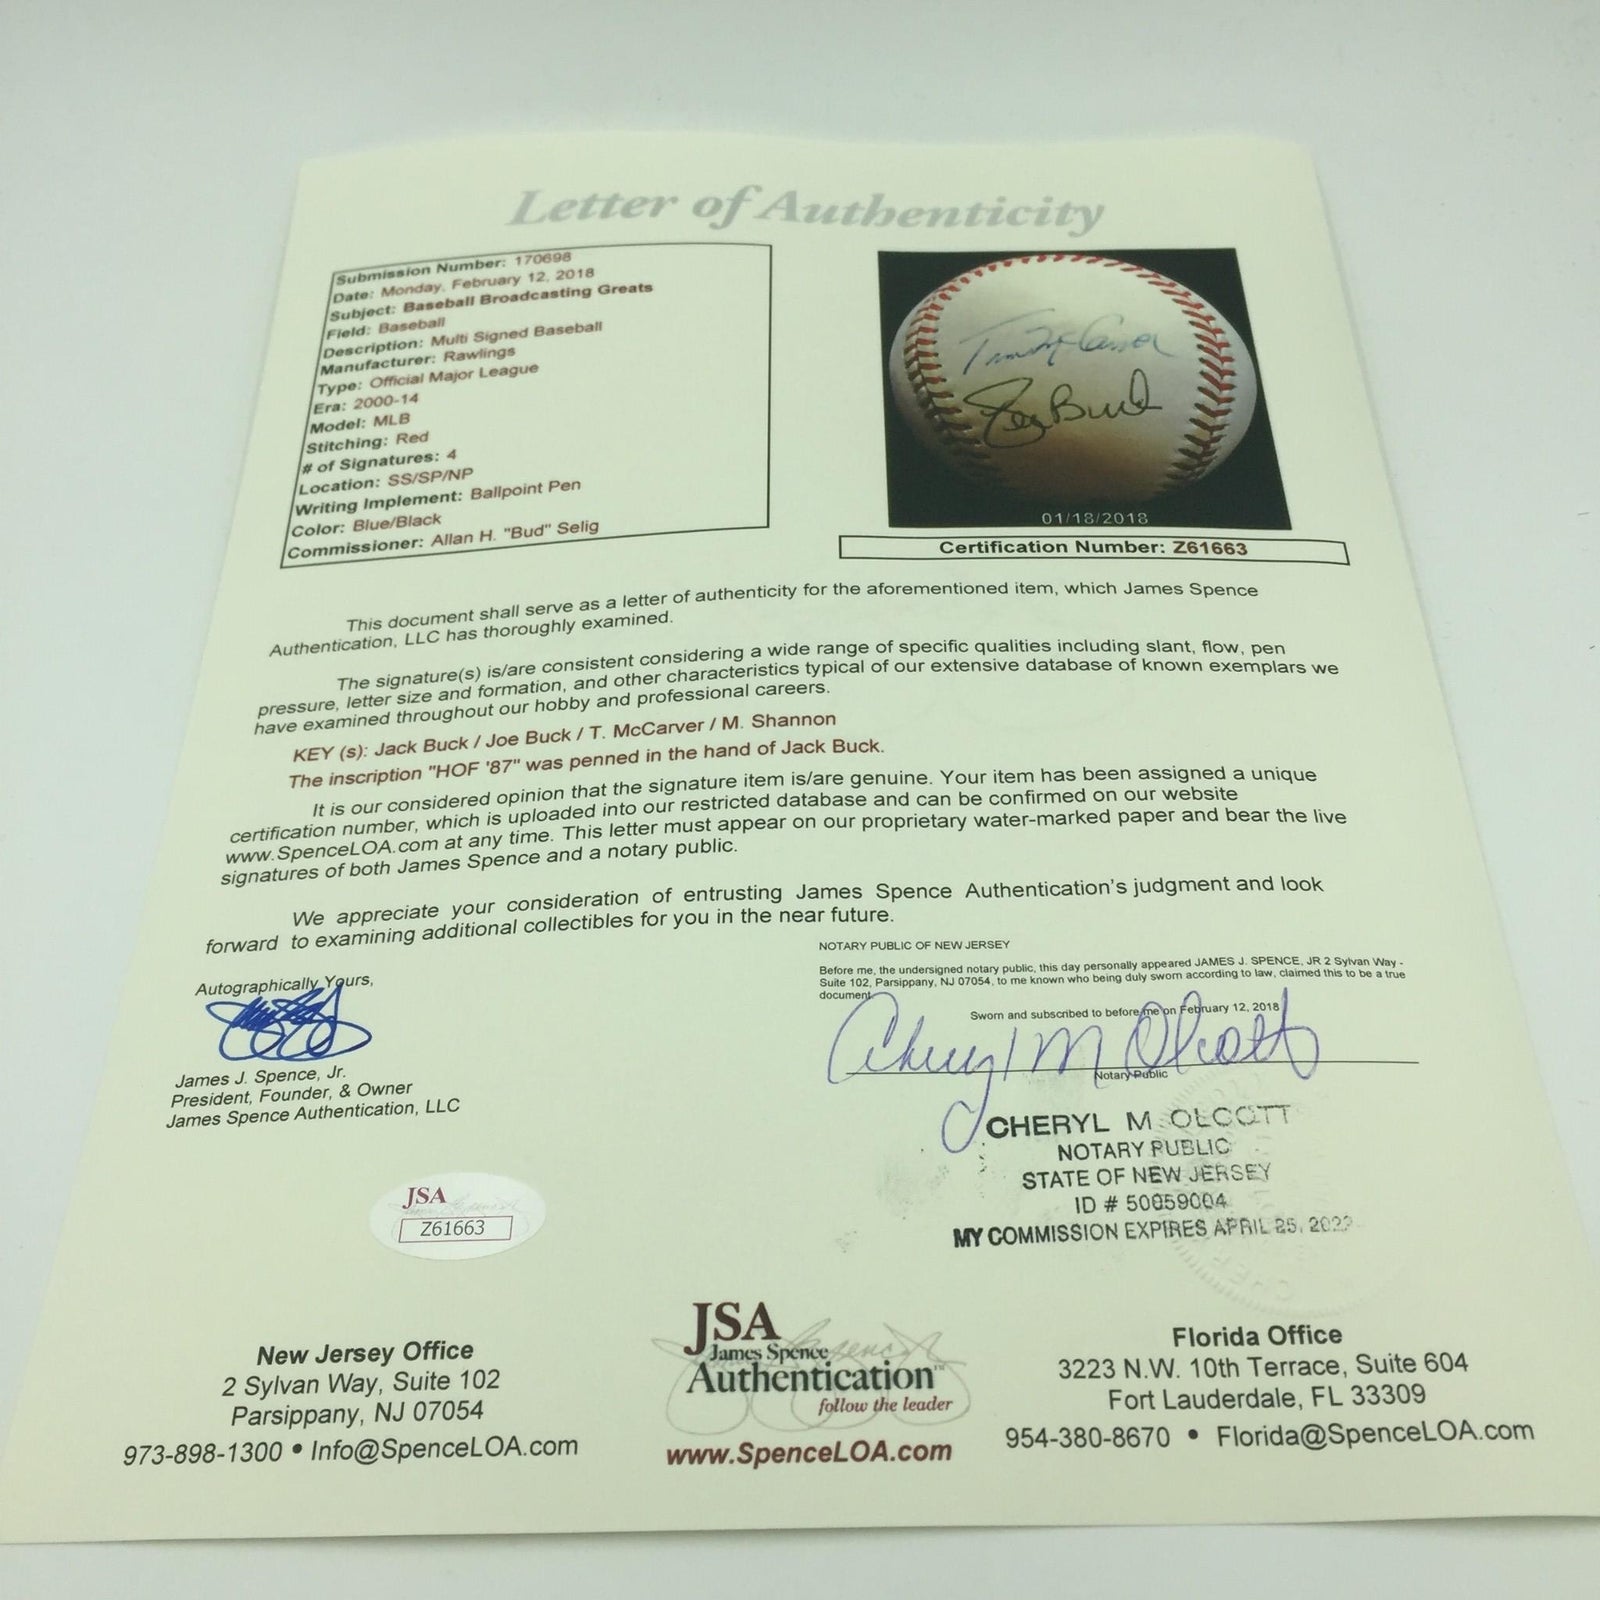 Letter of Authenticity
Submission Number: 170698
Date: Monday, February 12, 2018
Subject: Baseball Broadcasting Greats
Field: Baseball
Description: Multi Signed Baseball
Manufacturer: Rawlings
Type: Official Major League
Era: 2000-14
Model: MLB
Stitching: Red
# of Signatures: 4
Location: SS/SP/NP
Writing Implement: Ballpoint Pen
Color: Blue/Black
Commissioner: Allan H. "Bud" Selig
Tim McCarver
Joe Buck
01/18/2018
Certification Number: Z61663
This document shall serve as a letter of authenticity for the aforementioned item, which James Spence
Authentication, LLC has thoroughly examined.
The signature(s) is/are consistent considering a wide range of specific qualities including slant, flow, pen
pressure, letter size and formation, and other characteristics typical of our extensive database of known exemplars we
have examined throughout our hobby and professional careers.
KEY (s): Jack Buck / Joe Buck / T. McCarver / M. Shannon
The inscription "HOF '87" was penned in the hand of Jack Buck.
It is our considered opinion that the signature item is/are genuine. Your item has been assigned a unique
certification number, which is uploaded into our restricted database and can be confirmed on our website
www.SpenceLOA.com at any time. This letter must appear on our proprietary water-marked paper and bear the live
signatures of both James Spence and a notary public.
We appreciate your consideration of entrusting James Spence Authentication's judgment and look
forward to examining additional collectibles for you in the near future.
Autographically Yours,
James J. Spence, Jr.
President, Founder, & Owner
James Spence Authentication, LLC
NOTARY PUBLIC OF NEW JERSEY
Before me, the undersigned notary public, this day personally appeared JAMES J. SPENCE, JR 2 Sylvan Way -
Suite 102, Parsippany, NJ 07054, to me known who being duly sworn according to law, claimed this to be a true
document.
Sworn and subscribed to before me on February 12, 2018
Cheryl M Olcott
Notary Public
CHERYL M. OLCOTT
NOTARY PUBLIC
STATE OF NEW JERSEY
ID # 50059004
MY COMMISSION EXPIRES APRIL 25, 2022
JSA
Z61663
New Jersey Office
2 Sylvan Way, Suite 102
Parsippany, NJ 07054
973-898-1300 • Info@SpenceLOA.com
JSA
James Spence
Authentication™
follow the leader
www.SpenceLOA.com
Florida Office
3223 N.W. 10th Terrace, Suite 604
Fort Lauderdale, FL 33309
954-380-8670 • Florida@SpenceLOA.com